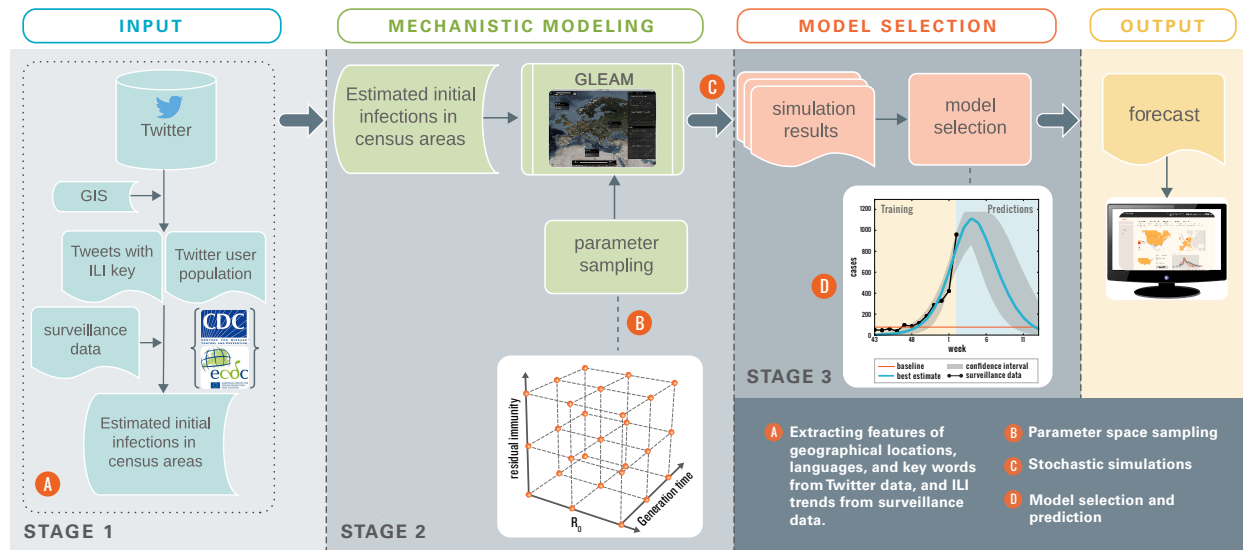 INPUT
MECHANISTIC MODELING
MODEL SELECTION
OUTPUT
Twitter
GIS
Tweets with
ILI key
Twitter user
population
surveillance
data
CDC
ecdc
Estimated initial
infections in
census areas
A
STAGE 1
Estimated initial
infections in
census areas
GLEAM
C
parameter
sampling
B
residual immunity
R0
Generation time
STAGE 2
simulation
results
model
selection
D
Training
Predictions
cases
1400
1200
1000
800
600
400
200
0
43
48
1
6
11
week
baseline
confidence interval
best estimate
surveillance data
STAGE 3
forecast
A Extracting features of
geographical locations,
languages, and key words
from Twitter data, and ILI
trends from surveillance
data.
B Parameter space sampling
C Stochastic simulations
D Model selection and
prediction